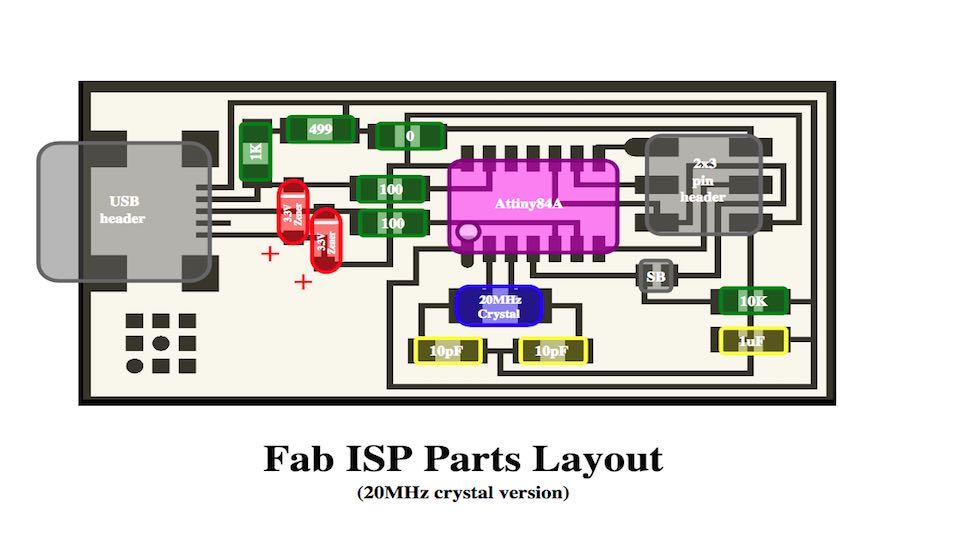 499
0
1K
2x3
pin
header
100
USB
header
Attiny84A
3.3V
Zener
100
3.3V
Zener
+
+
SB
20MHz
Crystal
10K
10pF
10pF
1uF
Fab ISP Parts Layout
(20MHz crystal version)